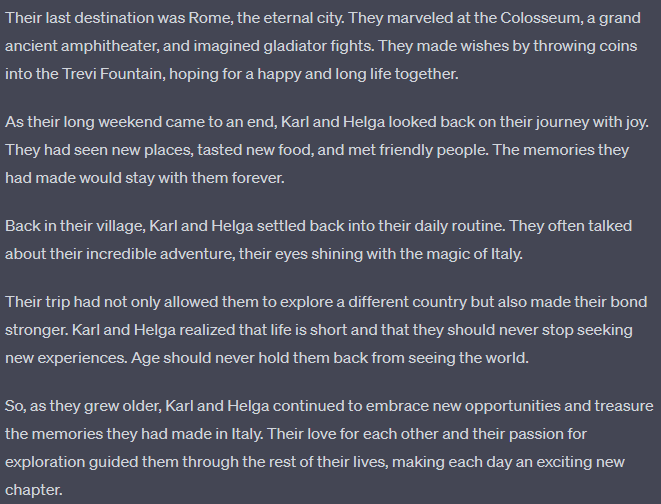 Their last destination was Rome, the eternal city. They marveled at the Colosseum, a grand
ancient amphitheater, and imagined gladiator fights. They made wishes by throwing coins
into the Trevi Fountain, hoping for a happy and long life together.
As their long weekend came to an end, Karl and Helga looked back on their journey with joy.
They had seen new places, tasted new food, and met friendly people. The memories they
had made would stay with them forever.
Back in their village, Karl and Helga settled back into their daily routine. They often talked
about their incredible adventure, their eyes shining with the magic of Italy.
Their trip had not only allowed them to explore a different country but also made their bond
stronger. Karl and Helga realized that life is short and that they should never stop seeking
new experiences. Age should never hold them back from seeing the world.
So, as they grew older, Karl and Helga continued to embrace new opportunities and treasure
the memories they had made in Italy. Their love for each other and their passion for
exploration guided them through the rest of their lives, making each day an exciting new
chapter.